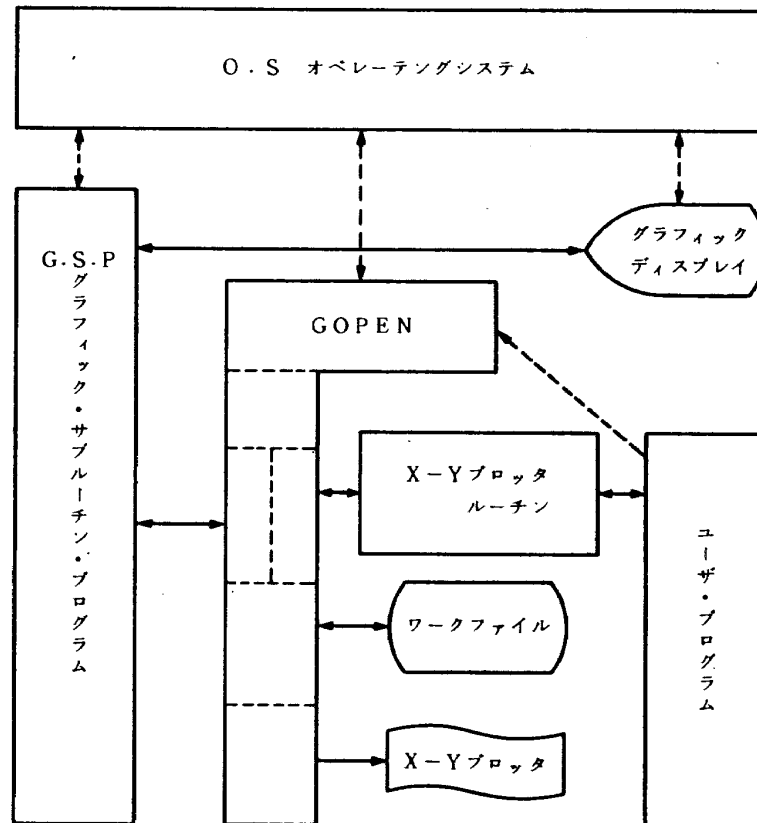 O.S オペレーテングシステム
G.S.P
グラフィック・サブルーチン・プログラム
グラフィック
ディスプレイ
GOPEN
X-Yプロッタ
ルーチン
ユーザ・プログラム
ワークファイル
X-Yプロッタ